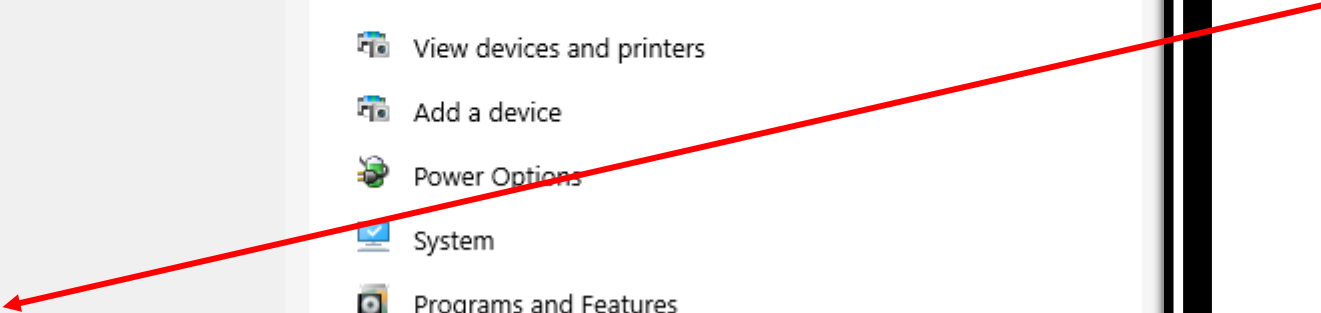 View devices and printers
Add a device
Power Options
System
Programs and Features